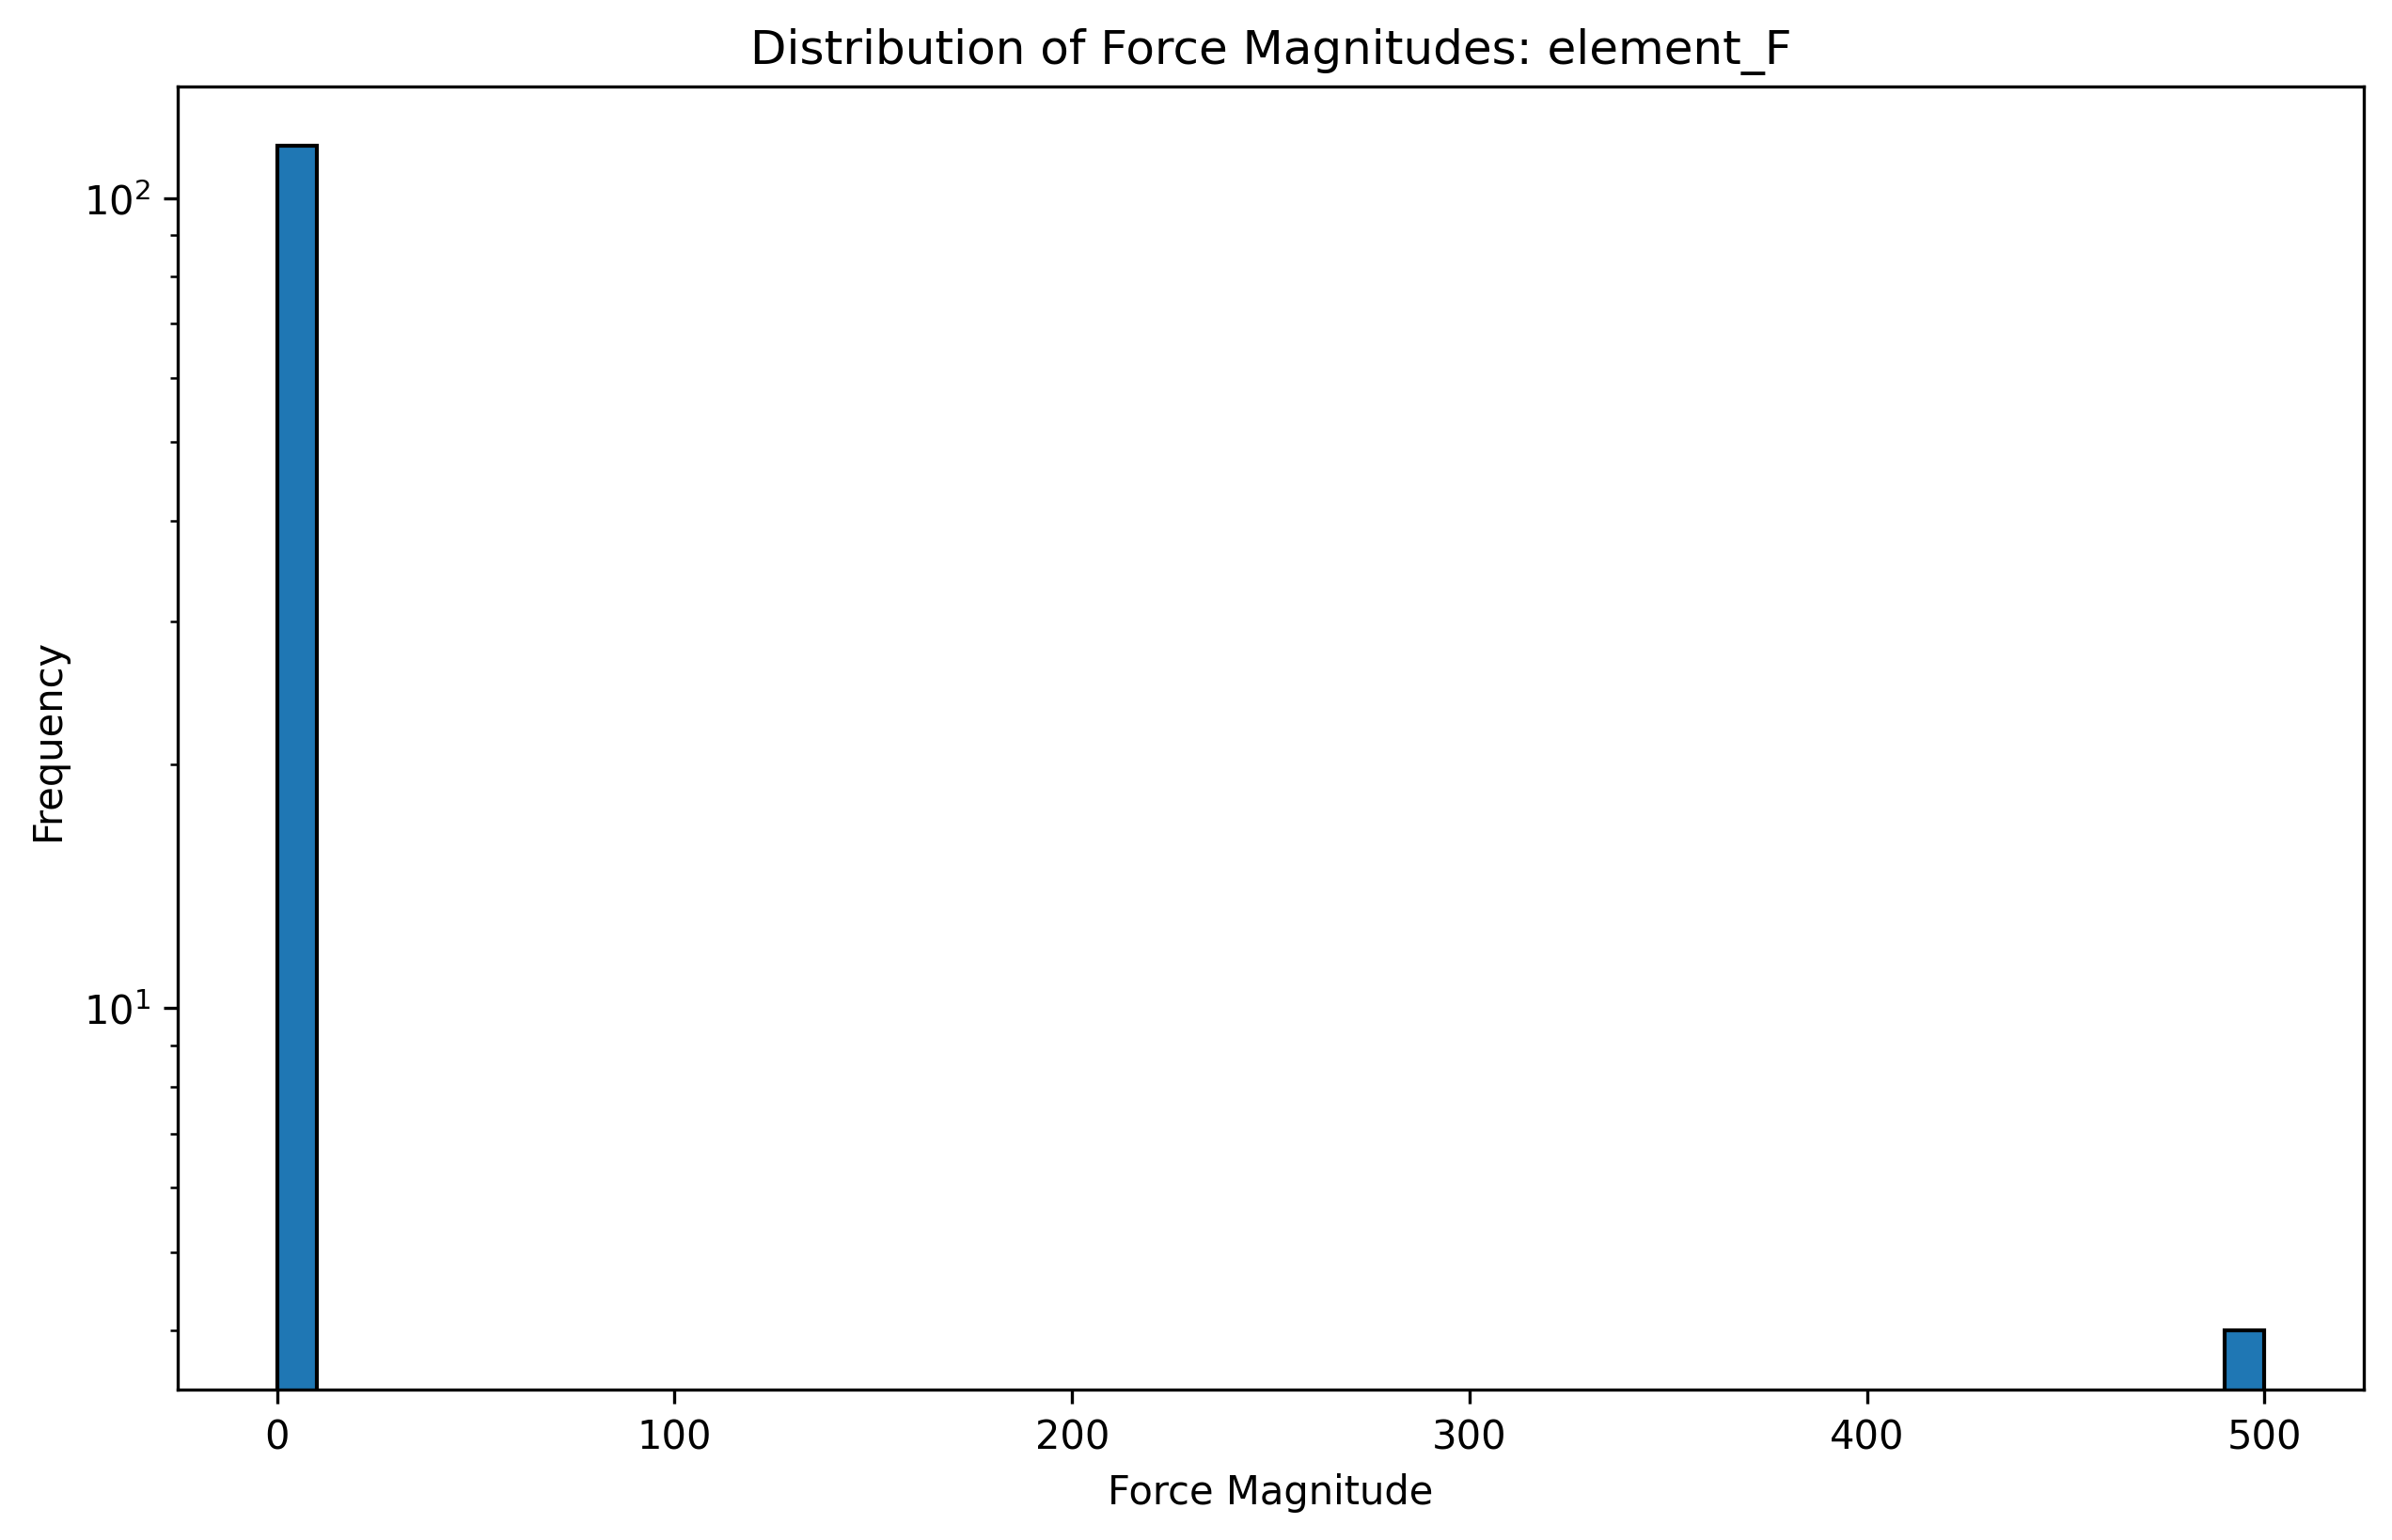 Distribution of Force Magnitudes: element_F
10²
10¹
Frequency
0 100 200 300 400 500
Force Magnitude